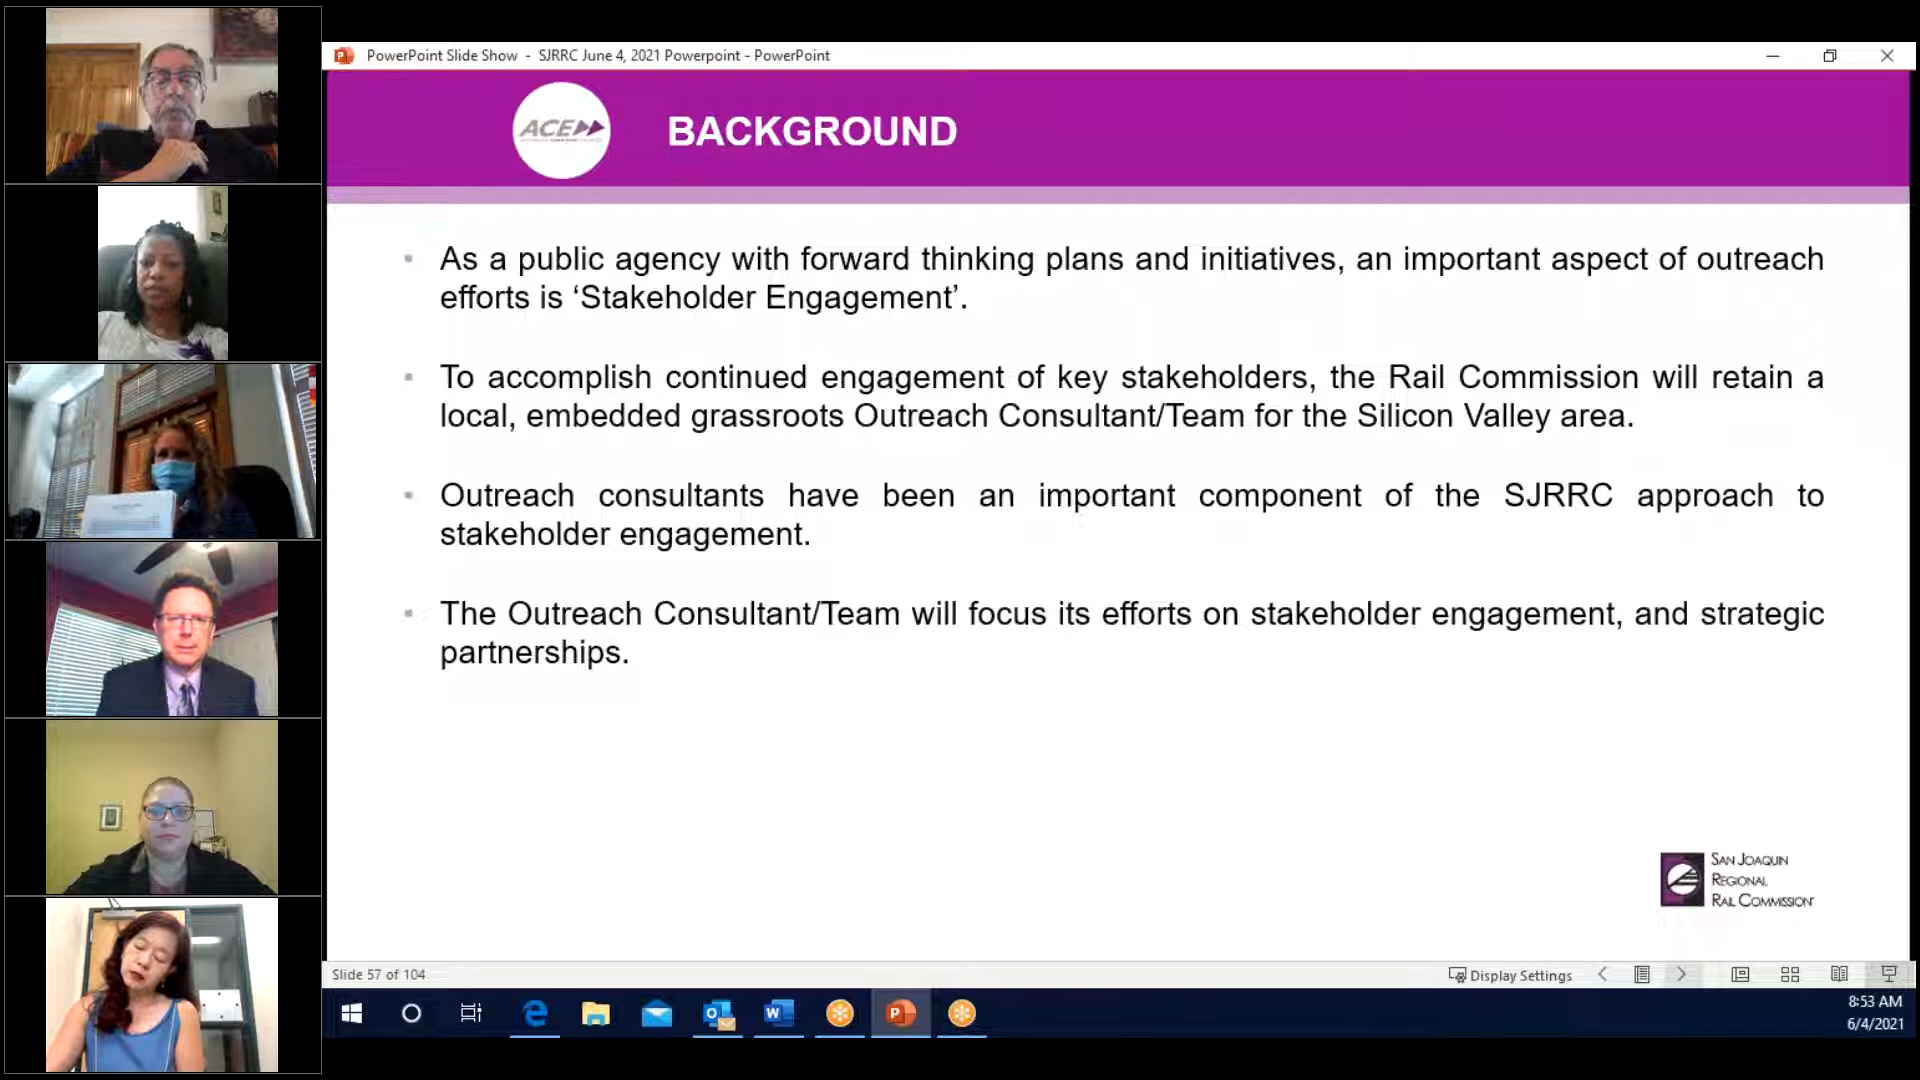 PowerPoint Slide Show - SJRRC June 4, 2021 Powerpoint - PowerPoint
ACE
BACKGROUND
As a public agency with forward thinking plans and initiatives, an important aspect of outreach
efforts is ‘Stakeholder Engagement’.
To accomplish continued engagement of key stakeholders, the Rail Commission will retain a
local, embedded grassroots Outreach Consultant/Team for the Silicon Valley area.
Outreach consultants have been an important component of the SJRRC approach to
stakeholder engagement.
The Outreach Consultant/Team will focus its efforts on stakeholder engagement, and strategic
partnerships.
SAN JOAQUIN
REGIONAL
RAIL COMMISSION
Slide 57 of 104
Display Settings
8:53 AM
6/4/2021